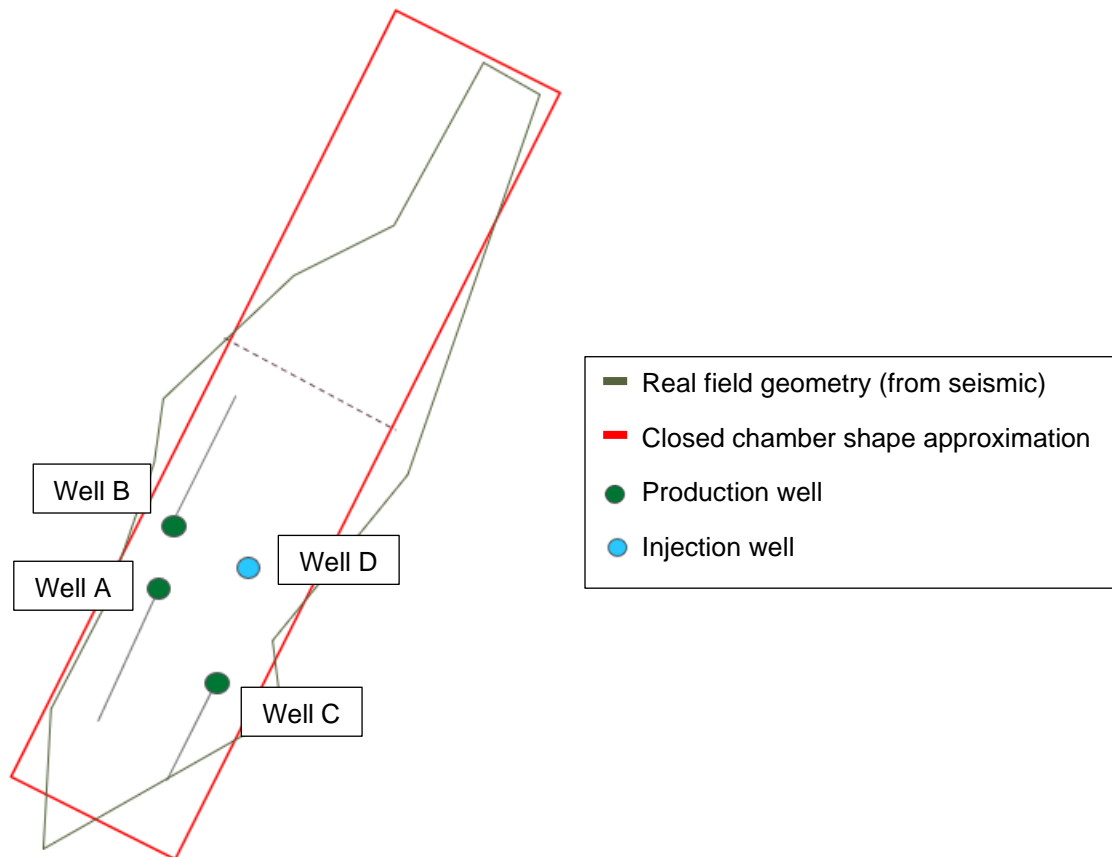 Real field geometry (from seismic)
Closed chamber shape approximation
Well B
Production well
Injection well
Well D
Well A
Well C